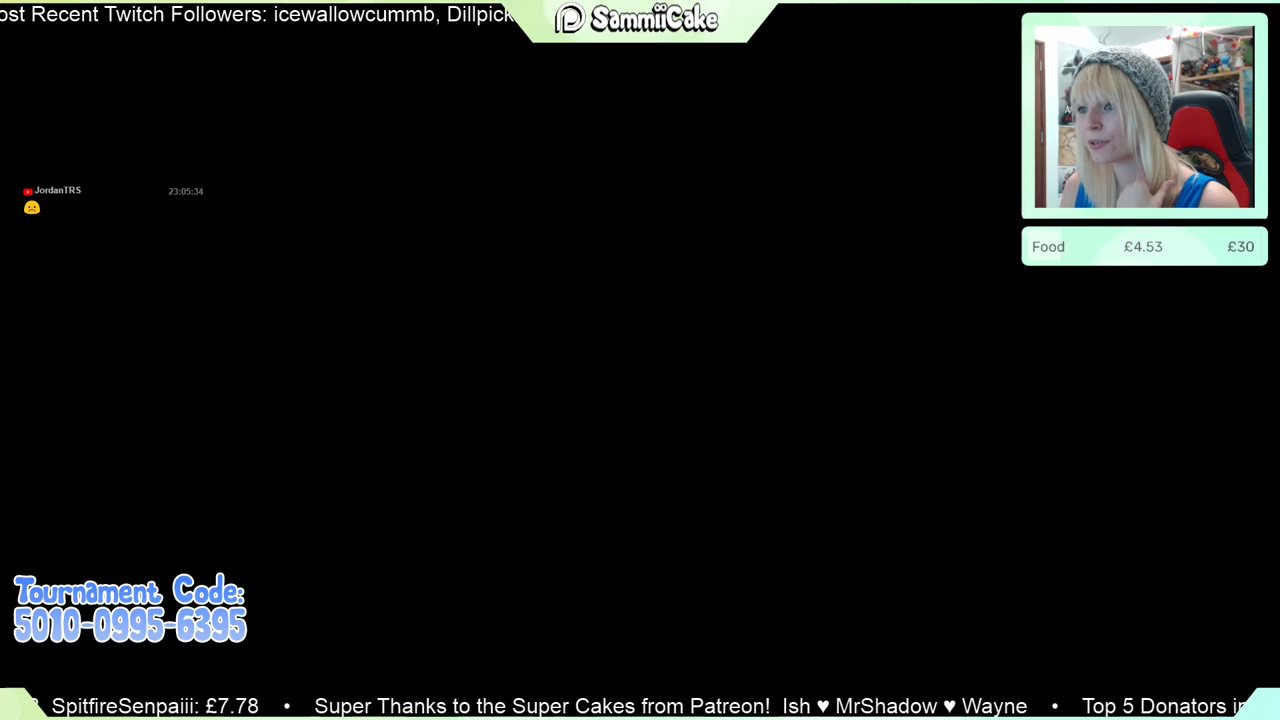 ost Recent Twitch Followers: icewallowcummb, Dillpick
SammiiCake
JordanTRS 23:05:34
Food £4.53 £30
Tournament Code:
5010-0995-6395
SpitfireSenpaiii: £7.78 • Super Thanks to the Super Cakes from Patreon! Ish ♥ MrShadow ♥ Wayne • Top 5 Donators in